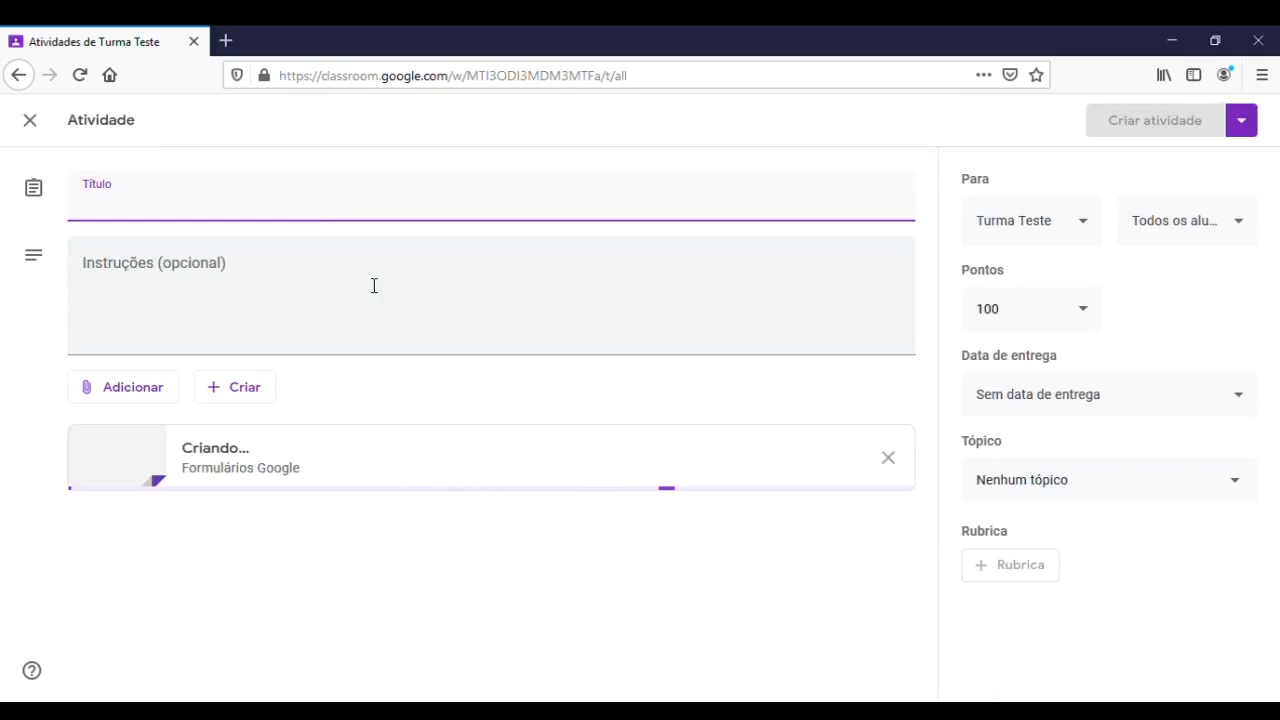 Atividades de Turma Teste
https://classroom.google.com/w/MTI3ODI3MDM3MTFa/t/all
Atividade
Criar atividade
Título
Instruções (opcional)
Adicionar
Criar
Criando...
Formulários Google
Para
Turma Teste
Todos os alu...
Pontos
100
Data de entrega
Sem data de entrega
Tópico
Nenhum tópico
Rubrica
Rubrica